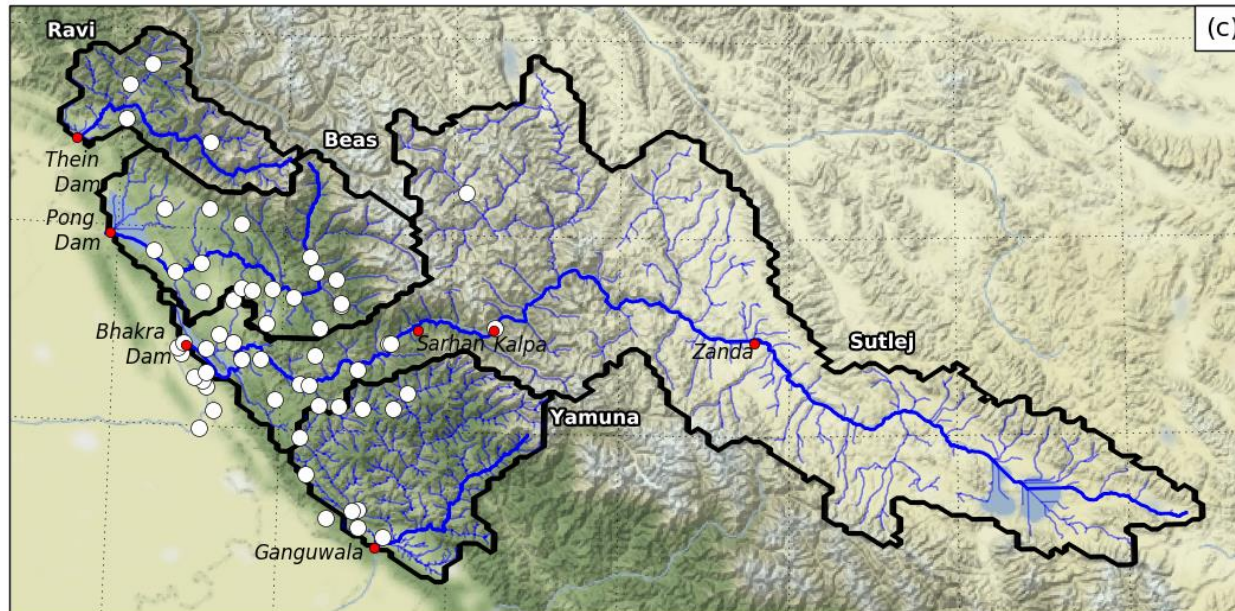 (c)
Ravi
Beas
Thein
Dam
Pong
Dam
Bhakra
Dam
Sarhan Kalpa
Zanda
Sutlej
Yamuna
Ganguwala